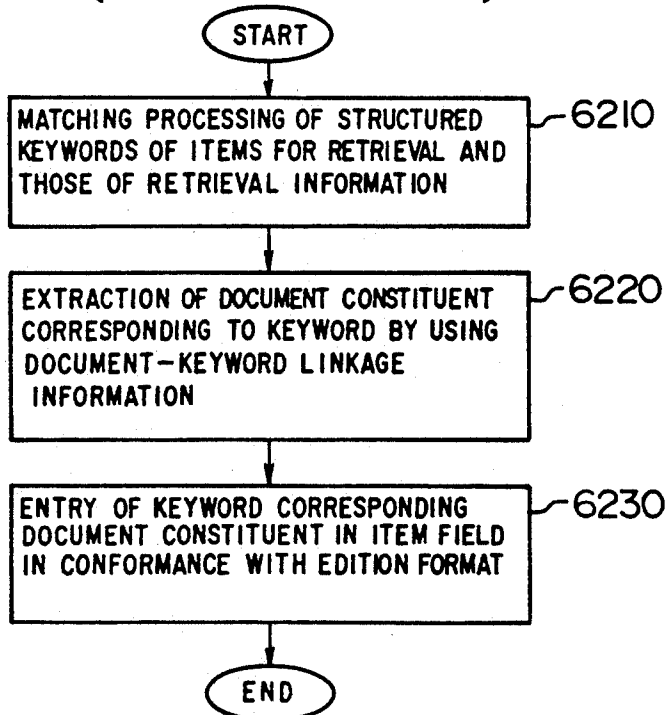 START
MATCHING PROCESSING OF STRUCTURED
KEYWORDS OF ITEMS FOR RETRIEVAL AND
THOSE OF RETRIEVAL INFORMATION
6210
EXTRACTION OF DOCUMENT CONSTITUENT
CORRESPONDING TO KEYWORD BY USING
DOCUMENT-KEYWORD LINKAGE
INFORMATION
6220
ENTRY OF KEYWORD CORRESPONDING
DOCUMENT CONSTITUENT IN ITEM FIELD
IN CONFORMANCE WITH EDITION FORMAT
6230
END